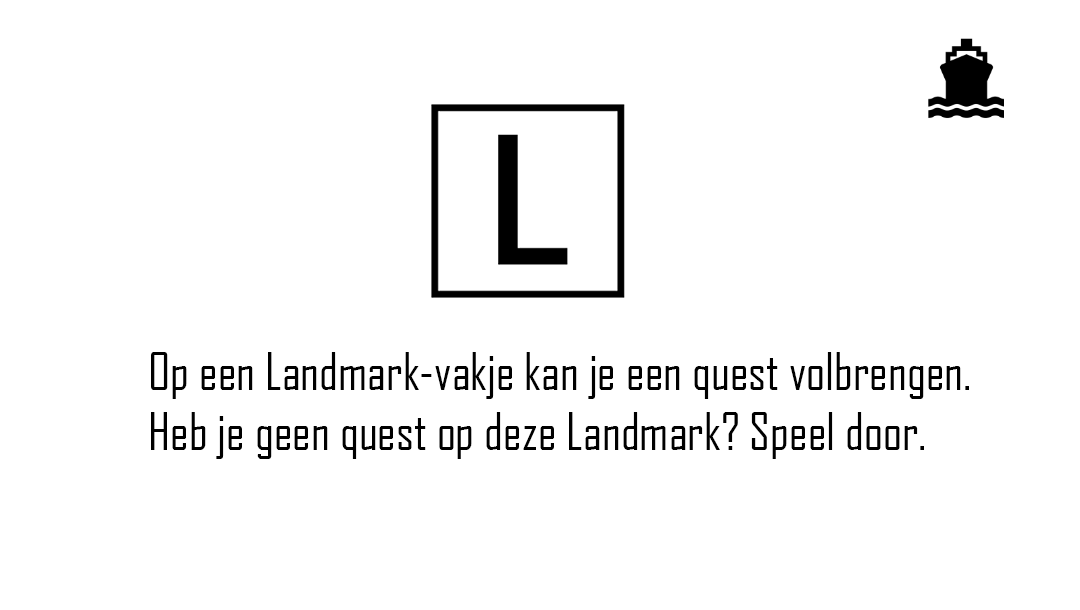 L
Op een Landmark-vakje kan je een quest volbrengen.
Heb je geen quest op deze Landmark? Speel door.